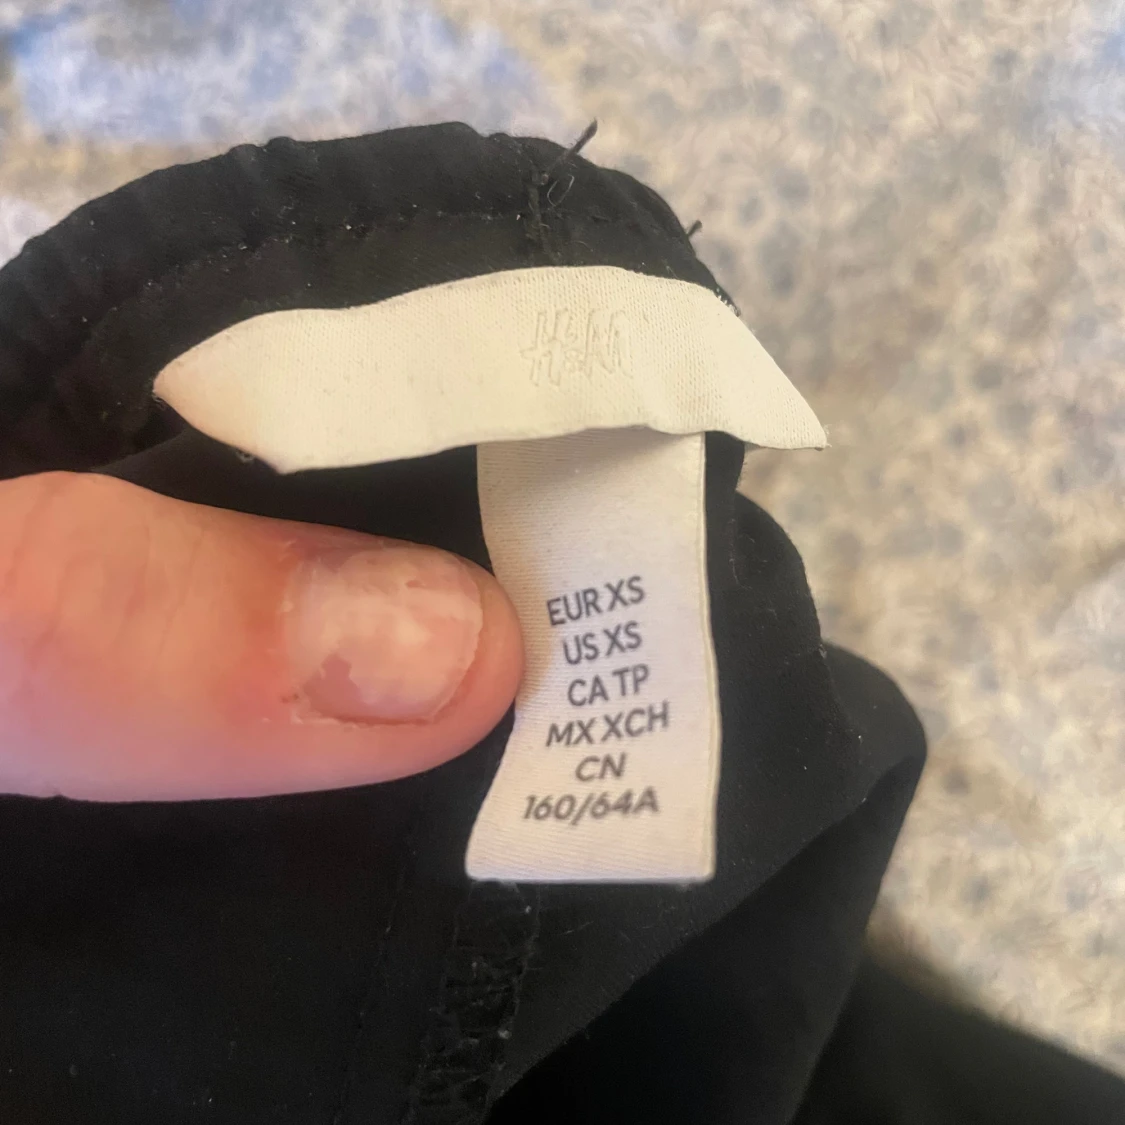 H&M
EUR XS
US XS
CA TP
MX XCH
CN
160/64A